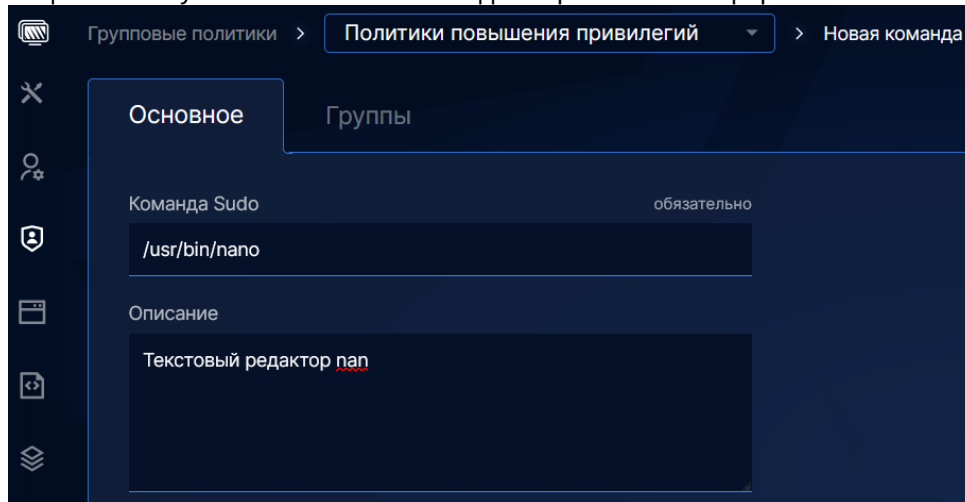 Групповые политики > Политики повышения привилегий > Новая команда
Основное Группы
Команда Sudo обязательно
/usr/bin/nano
Описание
Текстовый редактор nan